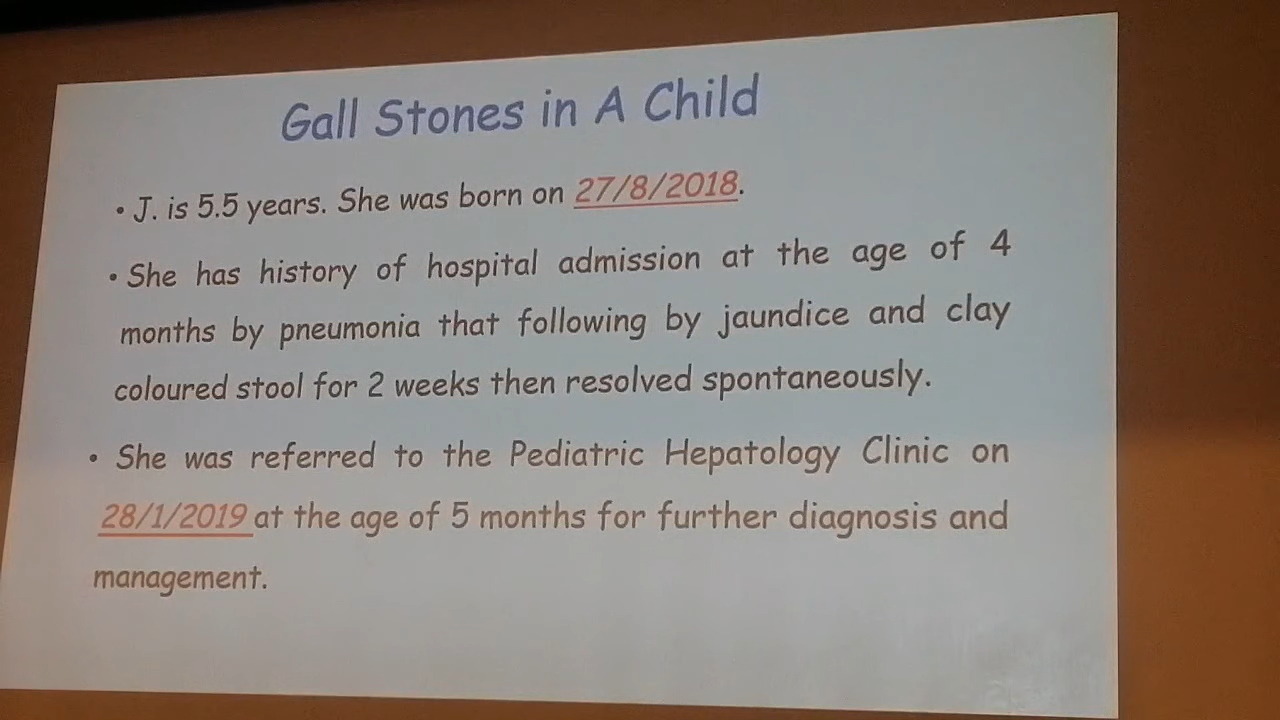 Gall Stones in A Child
• J. is 5.5 years. She was born on 27/8/2018.
• She has history of hospital admission at the age of 4
months by pneumonia that following by jaundice and clay
coloured stool for 2 weeks then resolved spontaneously.
• She was referred to the Pediatric Hepatology Clinic on
28/1/2019 at the age of 5 months for further diagnosis and
management.